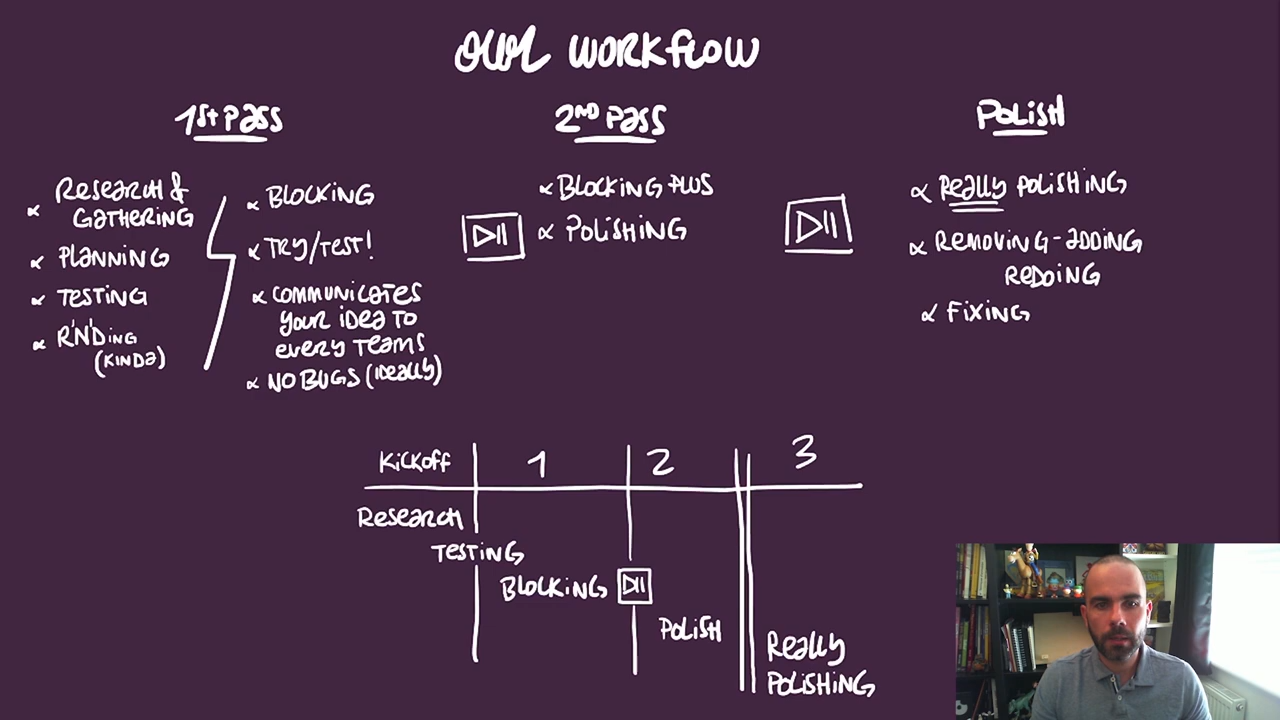 OUR WORKFLOW
1ST PASS
∝ RESEARCH &
GATHERING
∝ PLANNING
∝ TESTING
∝ R'N'DING
(KINDA)
∝ BLOCKING
∝ TRY/TEST!
∝ COMMUNICATES
YOUR IDEA TO
EVERY TEAMS
∝ NO BUGS (IDEALLY)
2ND PASS
∝ BLOCKING PLUS
∝ POLISHING
POLISH
∝ REALLY POLISHING
∝ REMOVING-ADDING
REDOING
∝ FIXING
KICKOFF 1 2 3
RESEARCH
TESTING
BLOCKING
POLISH
REALLY
POLISHING